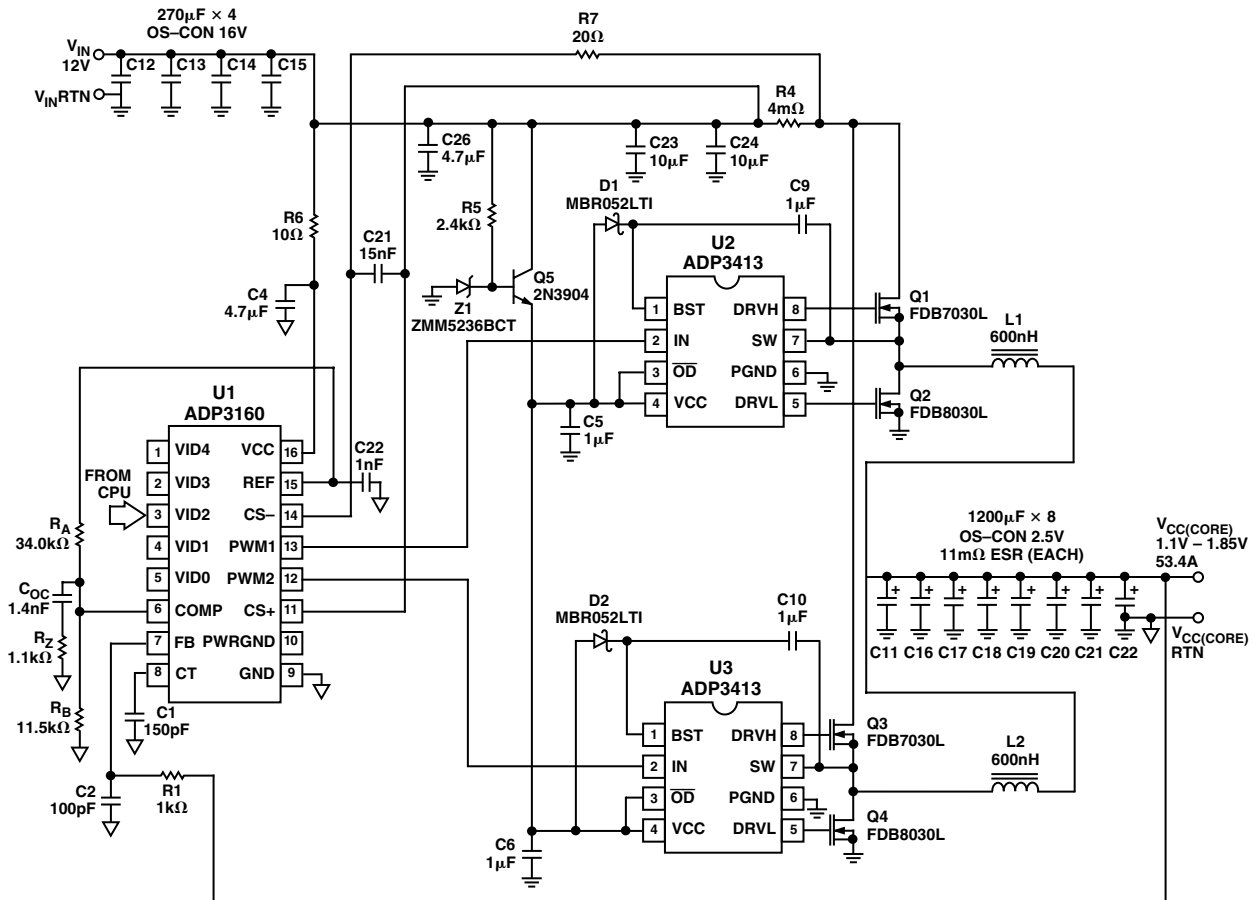 270μF × 4
OS–CON 16V
VIN
12V
C12
C13
C14
C15
VINRTN
R7
20Ω
R4
4mΩ
C26
4.7μF
C23
10μF
C24
10μF
R6
10Ω
R5
2.4kΩ
D1
MBR052LTI
C9
1μF
C21
15nF
U2
ADP3413
Q5
2N3904
C4
4.7μF
Z1
ZMM5236BCT
1 BST DRVH 8
2 IN SW 7
3 OD PGND 6
4 VCC DRVL 5
Q1
FDB7030L
L1
600nH
Q2
FDB8030L
C5
1μF
U1
ADP3160
C22
1nF
FROM
CPU
1 VID4 VCC 16
2 VID3 REF 15
3 VID2 CS– 14
4 VID1 PWM1 13
5 VID0 PWM2 12
6 COMP CS+ 11
7 FB PWRGND 10
8 CT GND 9
RA
34.0kΩ
COC
1.4nF
RZ
1.1kΩ
RB
11.5kΩ
C1
150pF
C2
100pF
R1
1kΩ
1200μF × 8
OS–CON 2.5V
11mΩ ESR (EACH)
VCC(CORE)
1.1V – 1.85V
53.4A
+ + + + + + + +
C11 C16 C17 C18 C19 C20 C21 C22
VCC(CORE)
RTN
D2
MBR052LTI
C10
1μF
U3
ADP3413
1 BST DRVH 8
2 IN SW 7
3 OD PGND 6
4 VCC DRVL 5
Q3
FDB7030L
L2
600nH
Q4
FDB8030L
C6
1μF